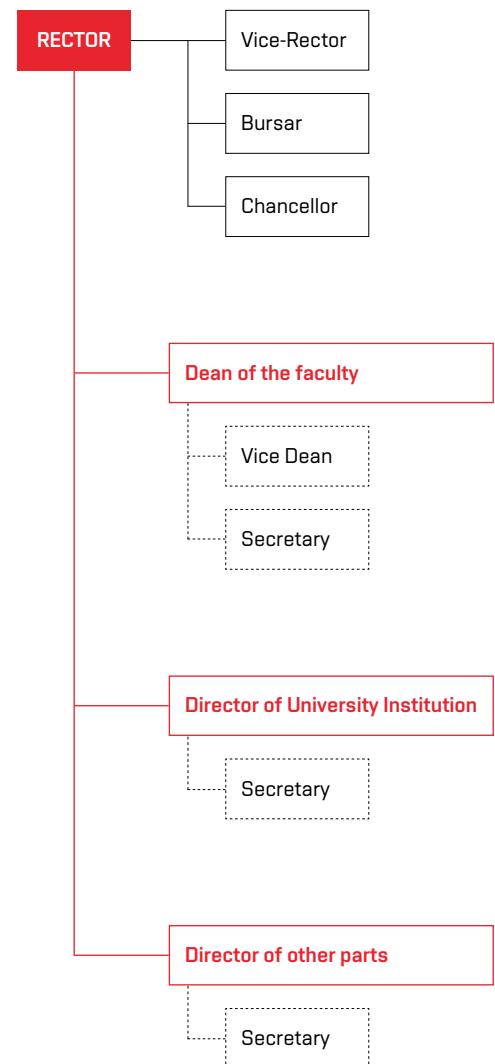 RECTOR
Vice-Rector
Bursar
Chancellor
Dean of the faculty
Vice Dean
Secretary
Director of University Institution
Secretary
Director of other parts
Secretary